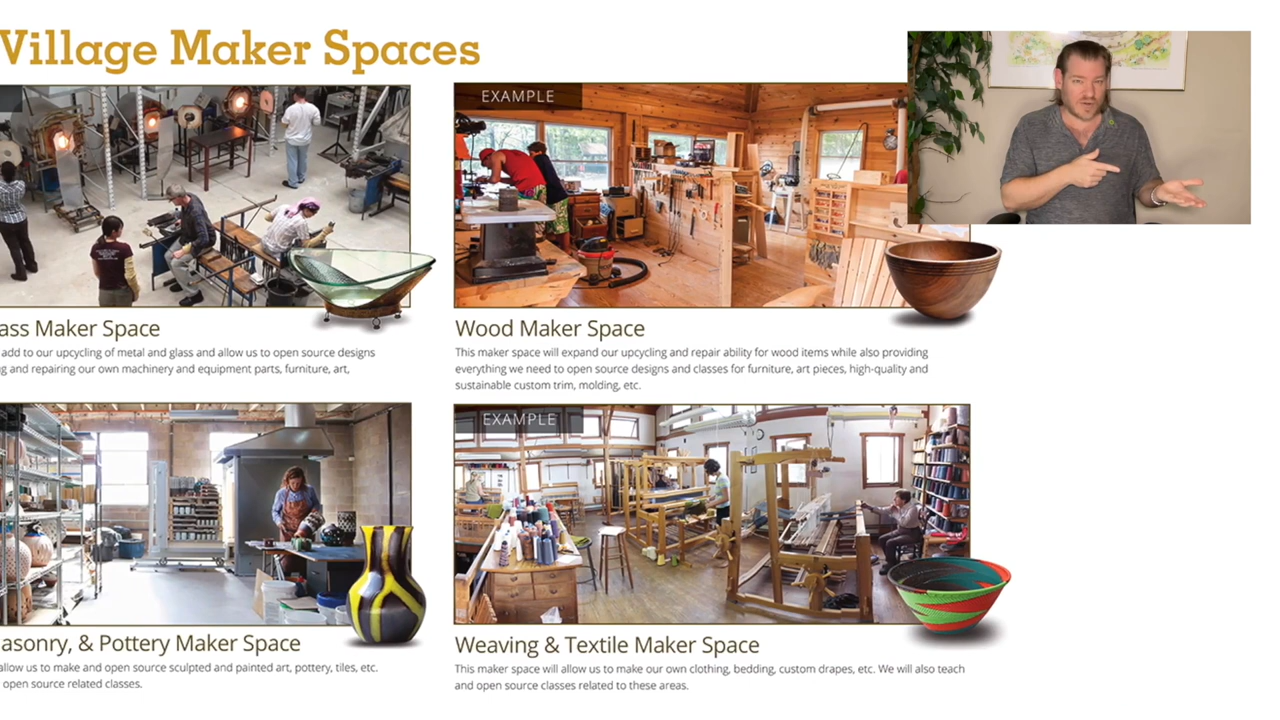 Village Maker Spaces
EXAMPLE
ass Maker Space
add to our upcycling of metal and glass and allow us to open source designs
g and repairing our own machinery and equipment parts, furniture, art,
Wood Maker Space
This maker space will expand our upcycling and repair ability for wood items while also providing
everything we need to open source designs and classes for furniture, art pieces, high-quality and
sustainable custom trim, molding, etc.
EXAMPLE
asonry, & Pottery Maker Space
allow us to make and open source sculpted and painted art, pottery, tiles, etc.
open source related classes.
Weaving & Textile Maker Space
This maker space will allow us to make our own clothing, bedding, custom drapes, etc. We will also teach
and open source classes related to these areas.